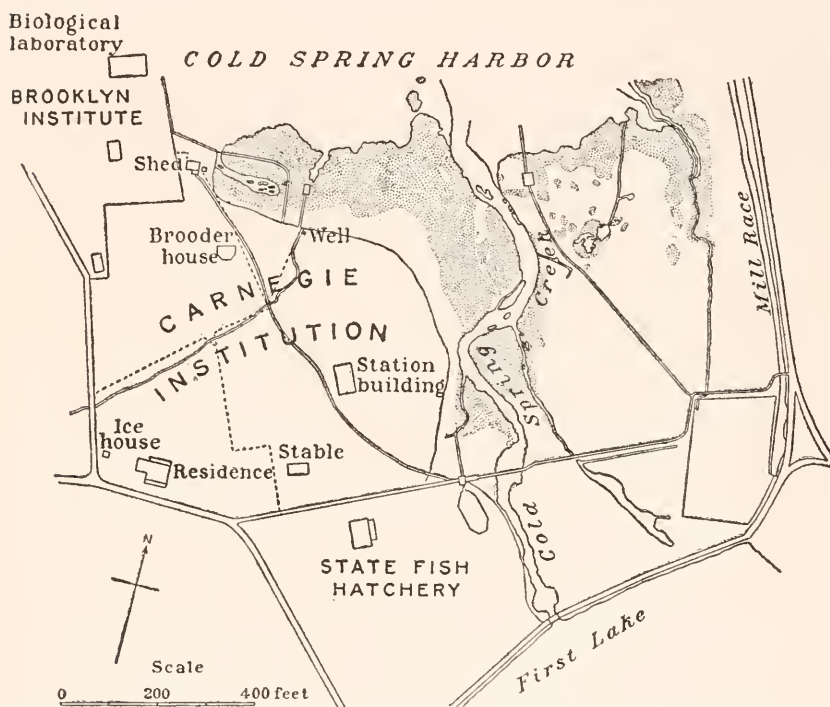 Biological
laboratory
COLD SPRING HARBOR
BROOKLYN
INSTITUTE
Shed
Well
Brooder
house
CARNEGIE
INSTITUTION
Station
building
Cold Spring Creek
Mill Race
Ice
house
Residence
Stable
STATE FISH
HATCHERY
First Lake
N
Scale
0 200 400 feet